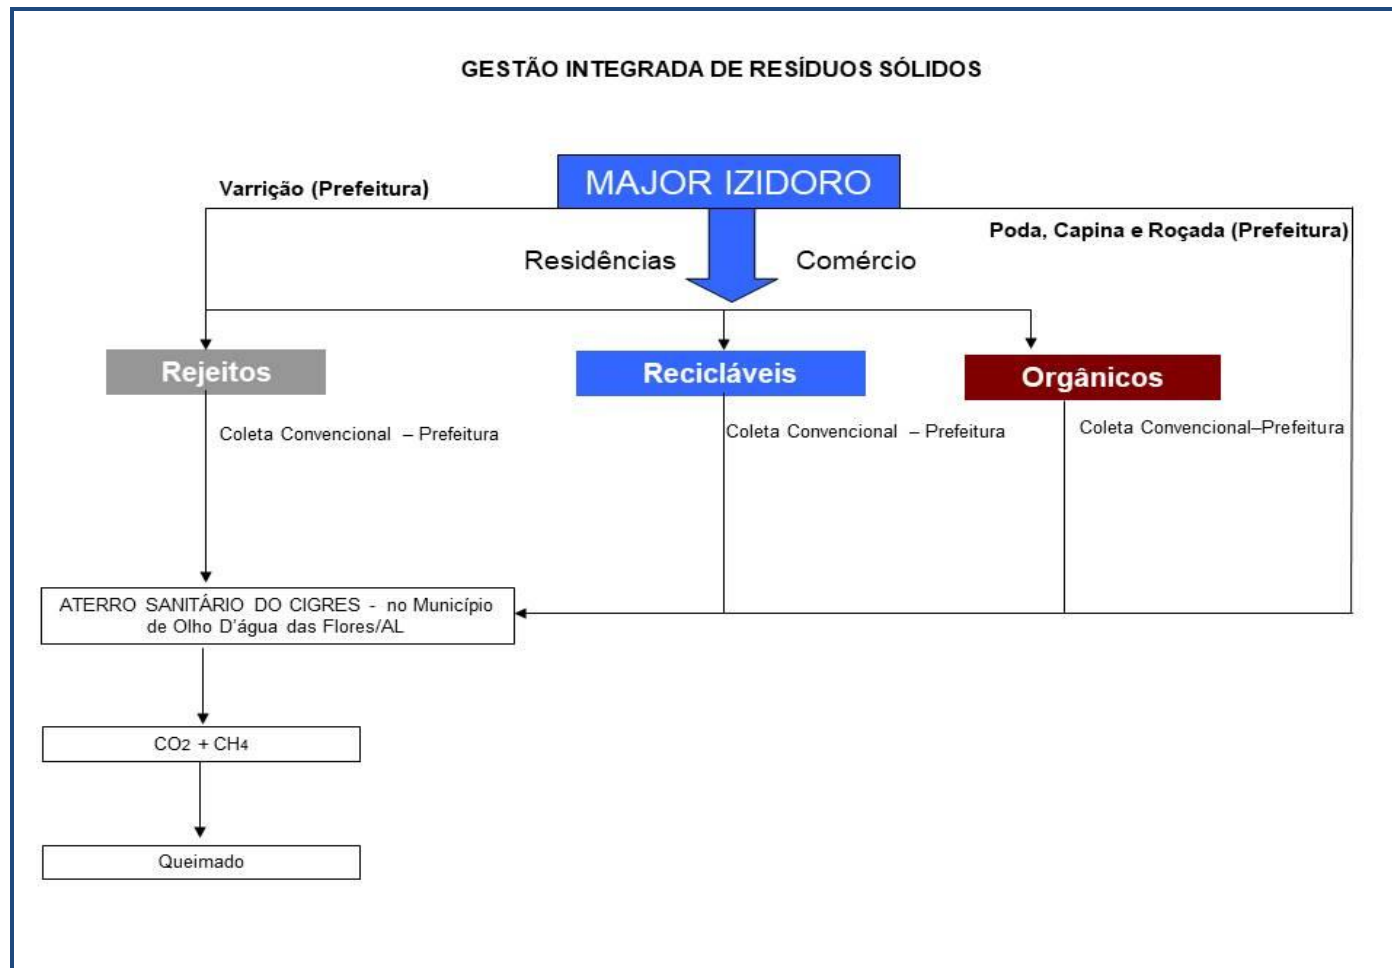 GESTÃO INTEGRADA DE RESÍDUOS SÓLIDOS
MAJOR IZIDORO
Varrição (Prefeitura)
Poda, Capina e Roçada (Prefeitura)
Residências
Comércio
Rejeitos
Recicláveis
Orgânicos
Coleta Convencional – Prefeitura
Coleta Convencional – Prefeitura
Coleta Convencional–Prefeitura
ATERRO SANITÁRIO DO CIGRES - no Município
de Olho D'água das Flores/AL
CO2 + CH4
Queimado